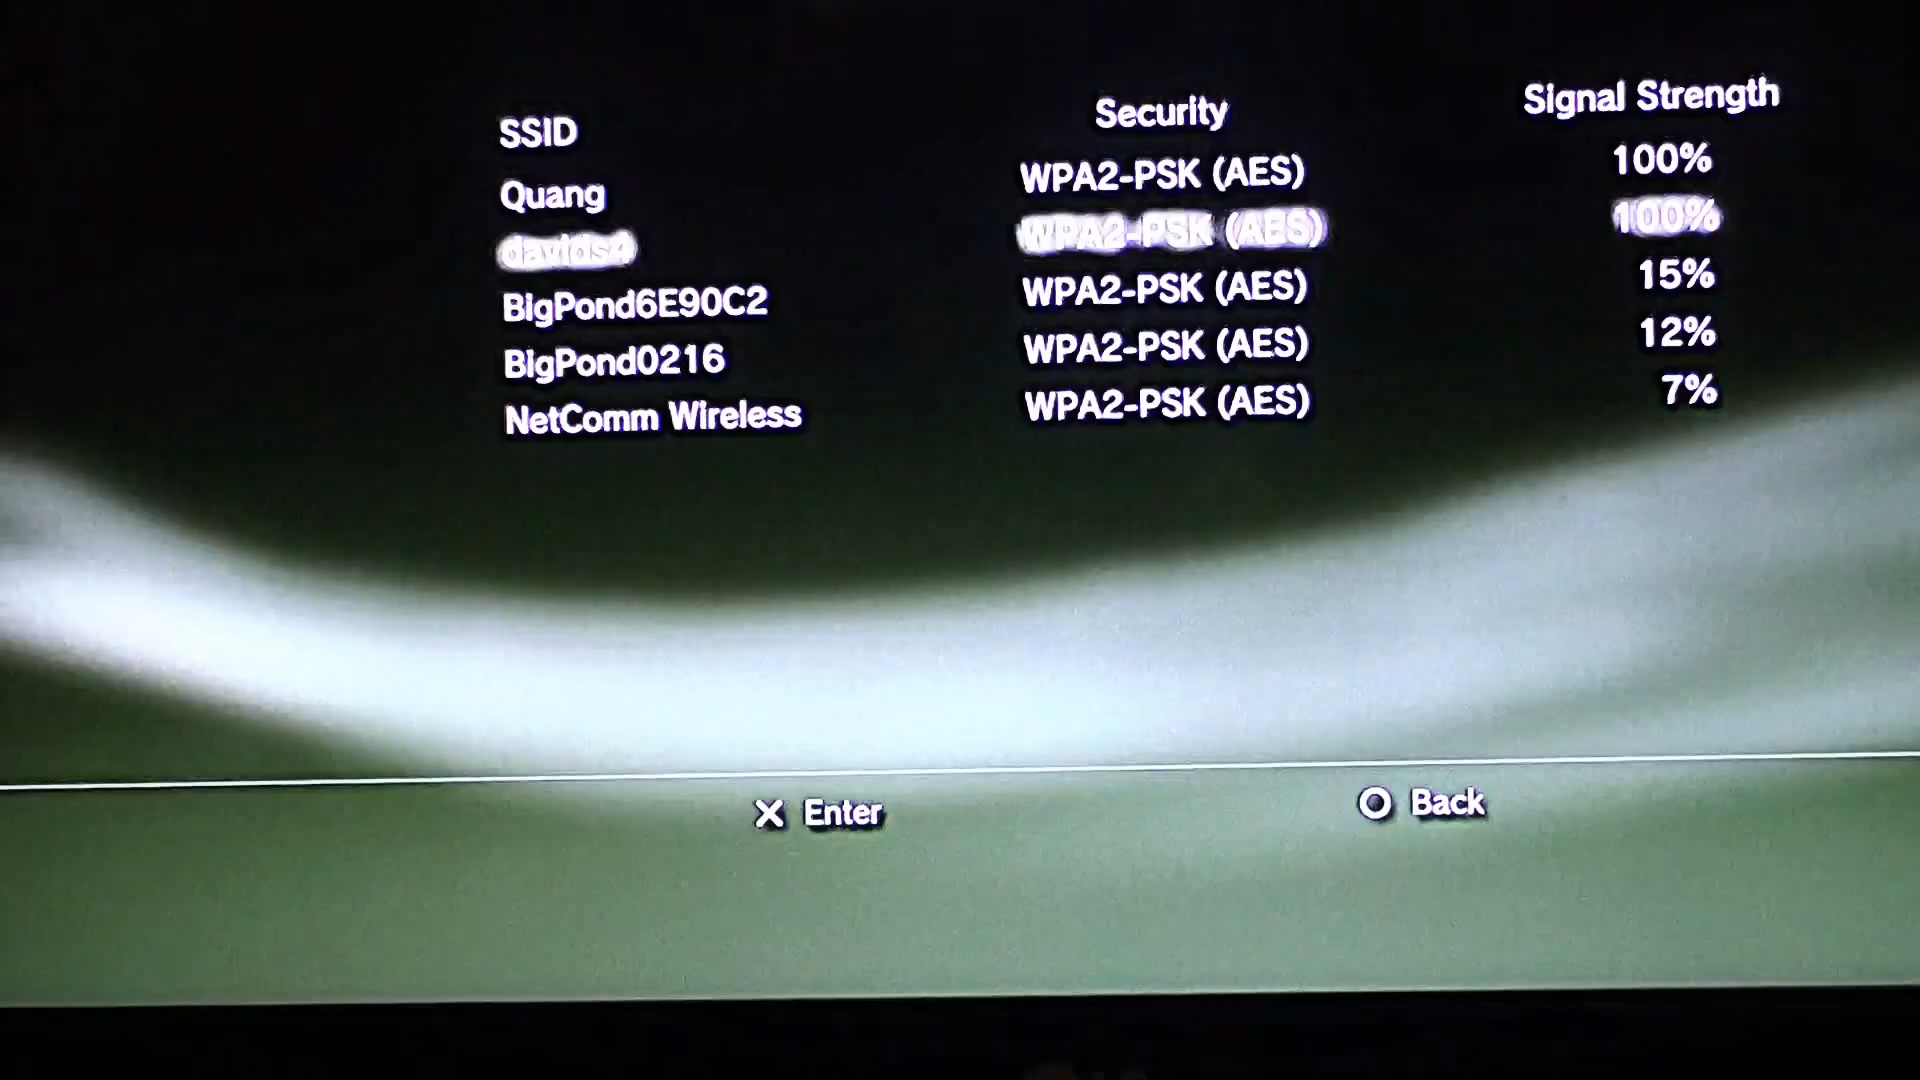 SSID Security Signal Strength
Quang WPA2-PSK (AES) 100%
davids4 WPA2-PSK (AES) 100%
BigPond6E90C2 WPA2-PSK (AES) 15%
BigPond0216 WPA2-PSK (AES) 12%
NetComm Wireless WPA2-PSK (AES) 7%
Enter Back